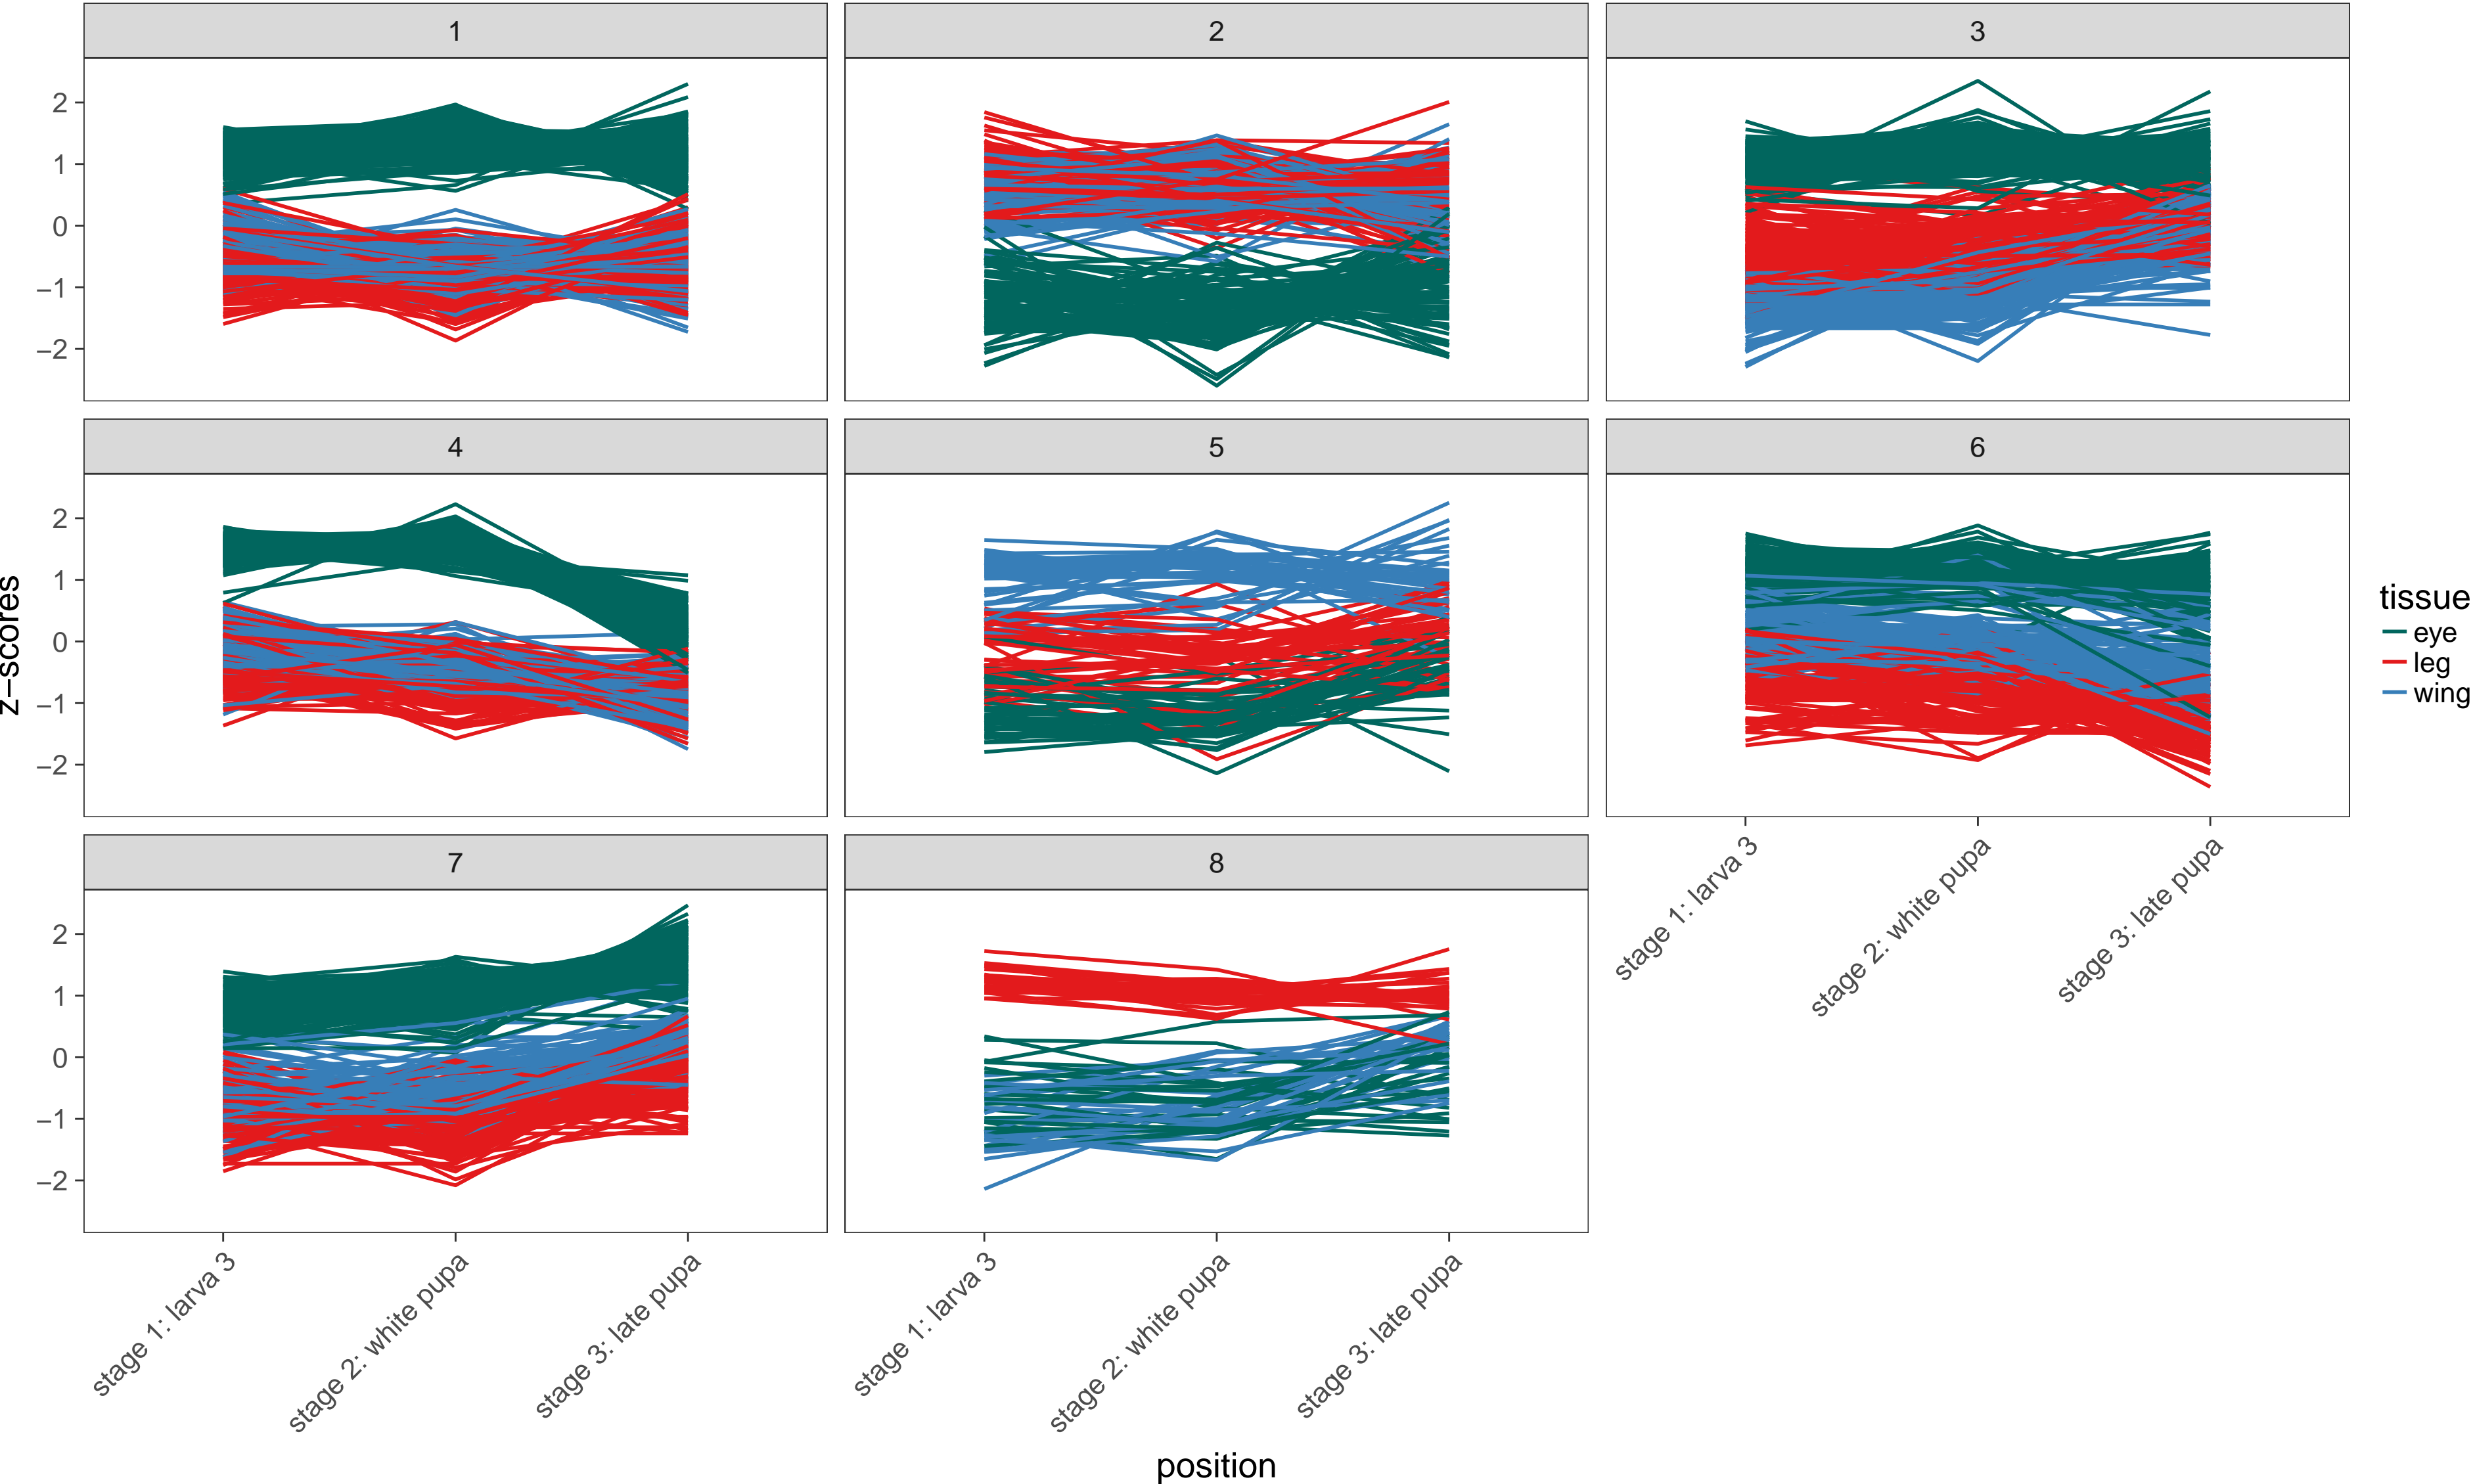 1
2
3
2
1
0
−1
−2
4
5
6
2
1
0
−1
−2
z−scores
tissue
eye
leg
wing
stage 1: larva 3
stage 2: white pupa
stage 3: late pupa
7
8
2
1
0
−1
−2
stage 1: larva 3
stage 2: white pupa
stage 3: late pupa
stage 1: larva 3
stage 2: white pupa
stage 3: late pupa
position